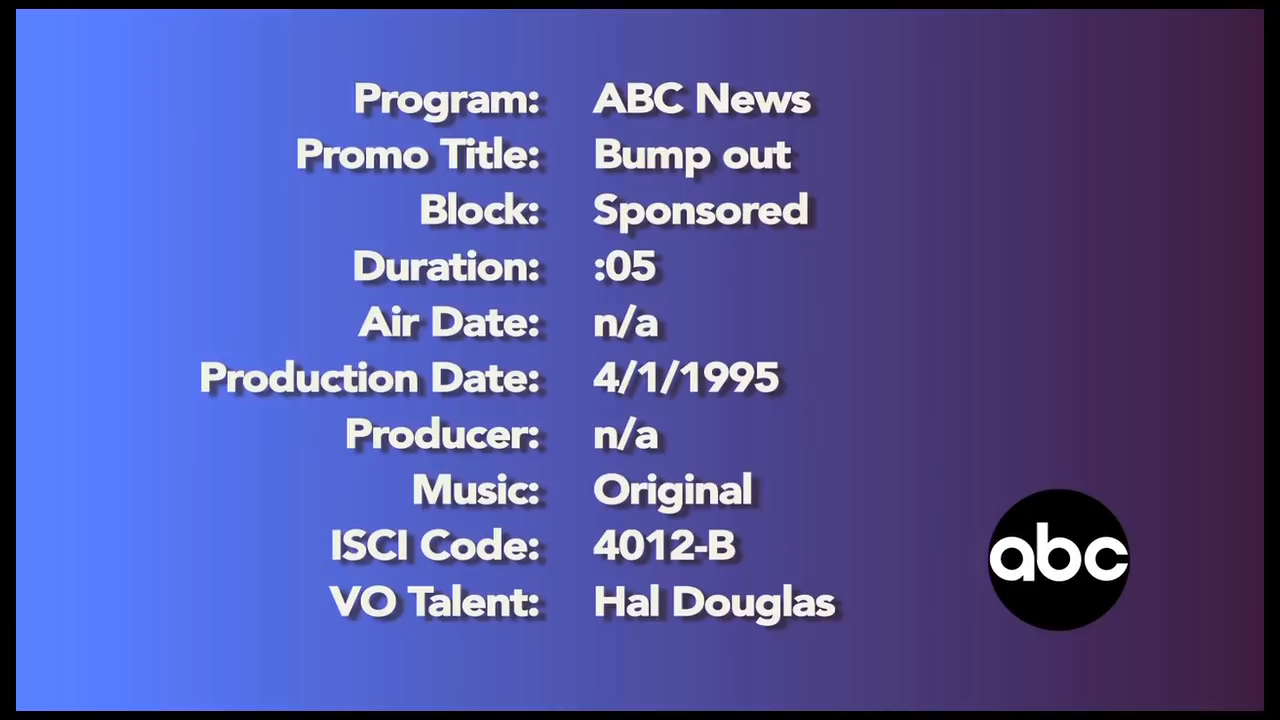 Program: ABC News
Promo Title: Bump out
Block: Sponsored
Duration: :05
Air Date: n/a
Production Date: 4/1/1995
Producer: n/a
Music: Original
ISCI Code: 4012-B
VO Talent: Hal Douglas
abc